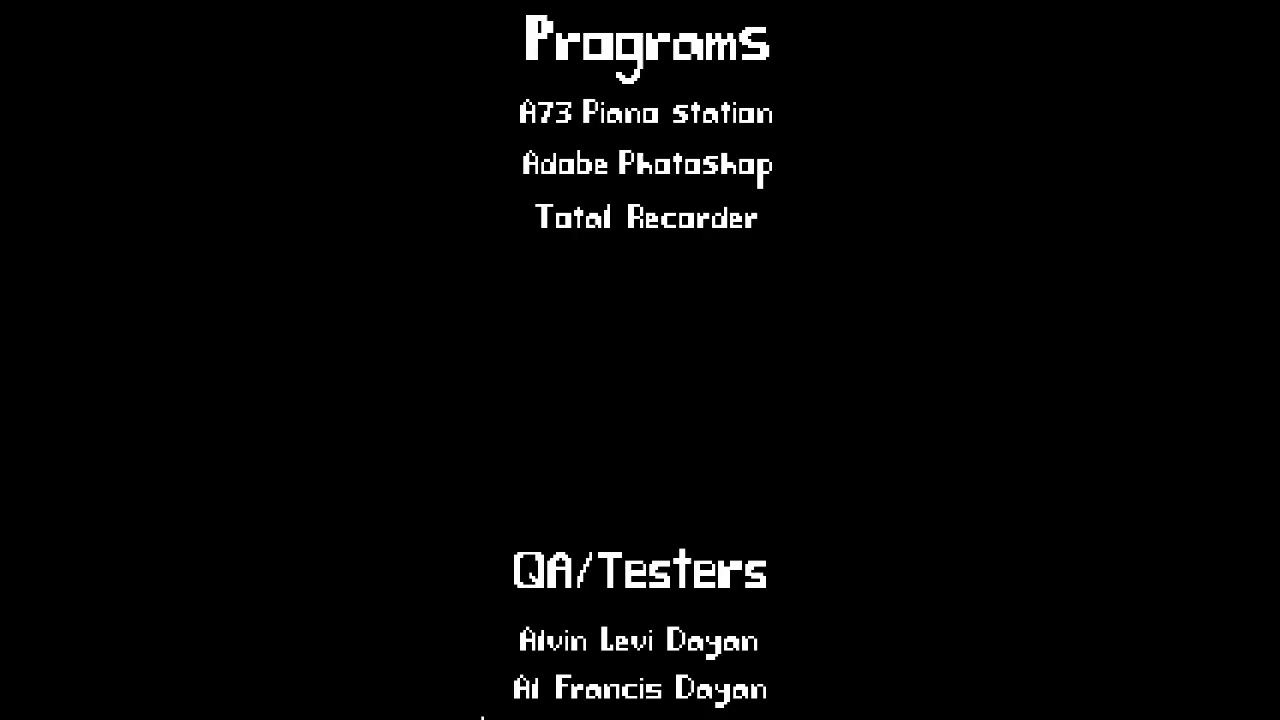 Programs
A73 Piano Station
Adobe Photoshop
Total Recorder
QA/Testers
Alvin Levi Dayan
Al Francis Dayan